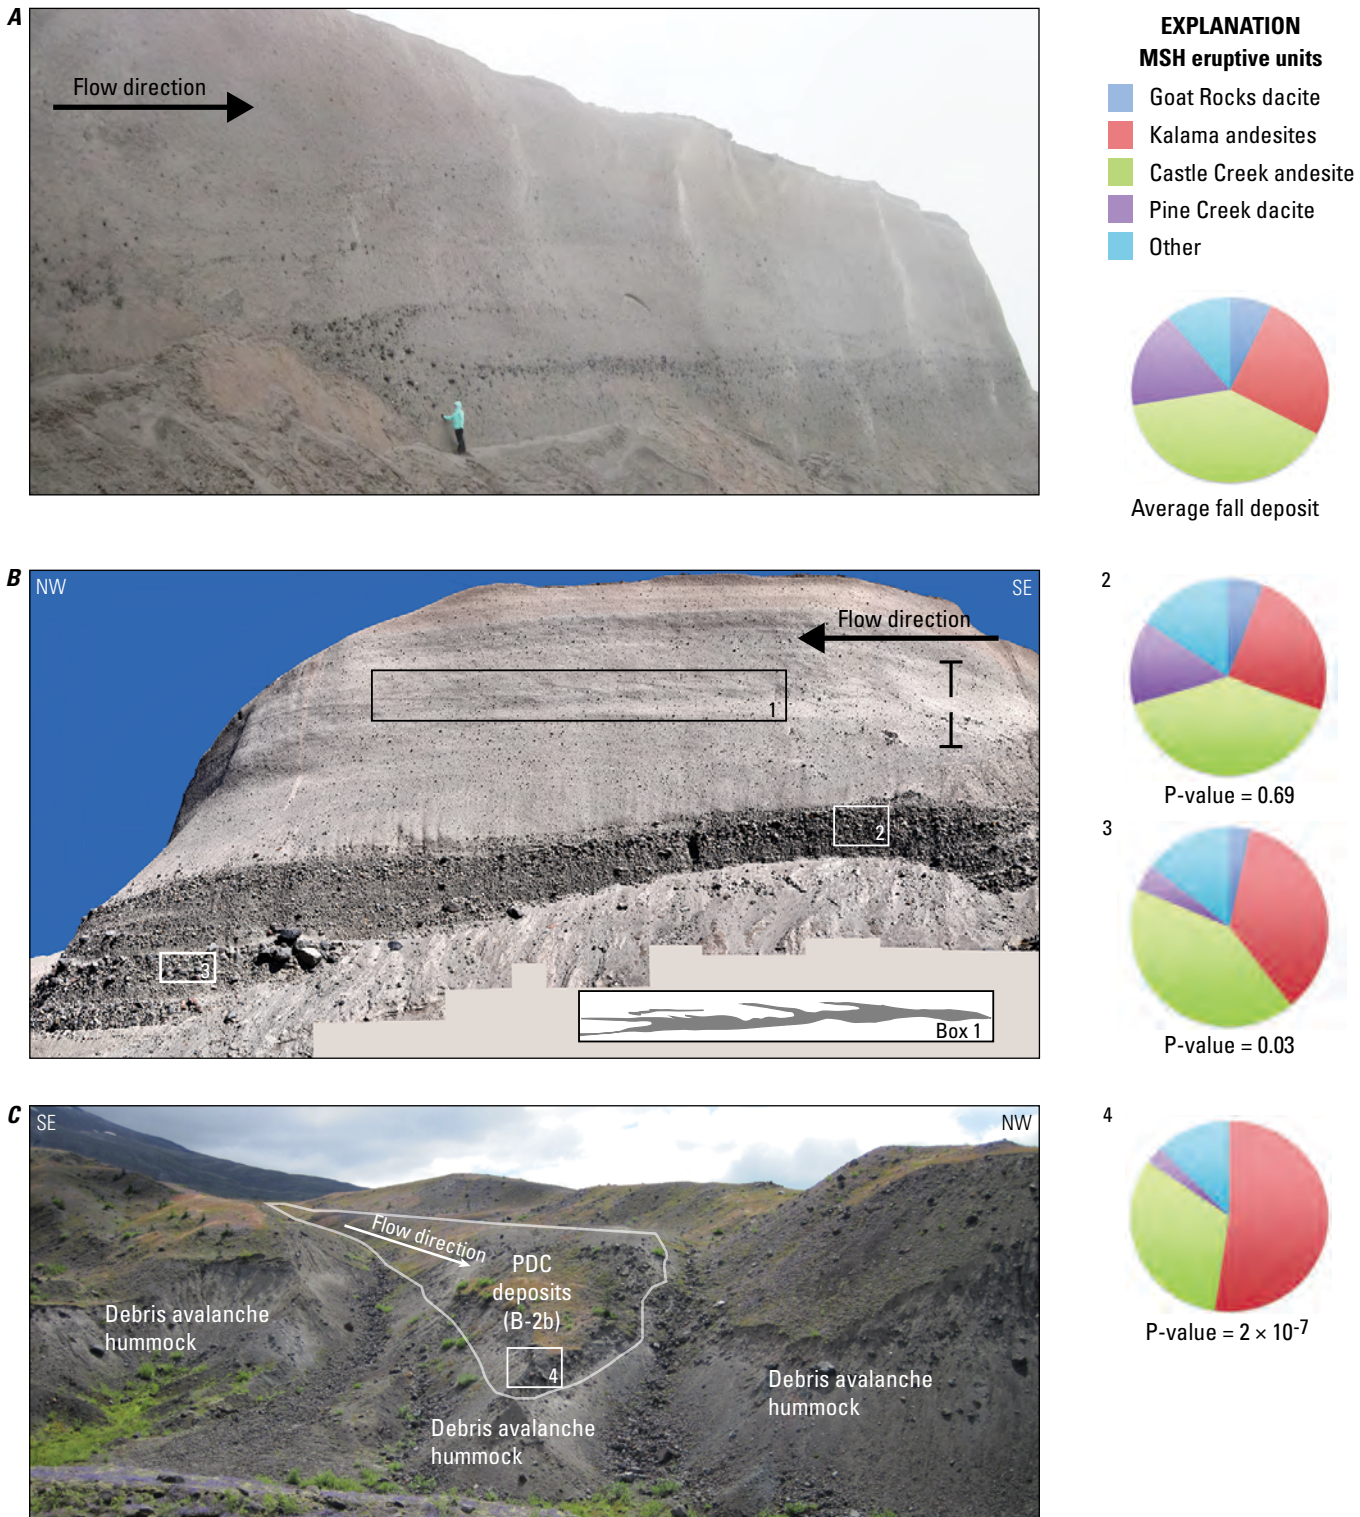 A
Flow direction
EXPLANATION
MSH eruptive units
Goat Rocks dacite
Kalama andesites
Castle Creek andesite
Pine Creek dacite
Other
Average fall deposit
B
NW
SE
Flow direction
1
2
3
Box 1
2
P-value = 0.69
3
P-value = 0.03
C
SE
NW
Flow direction
PDC
deposits
(B-2b)
Debris avalanche
hummock
4
Debris avalanche
hummock
Debris avalanche
hummock
4
P-value = 2 × 10⁻⁷